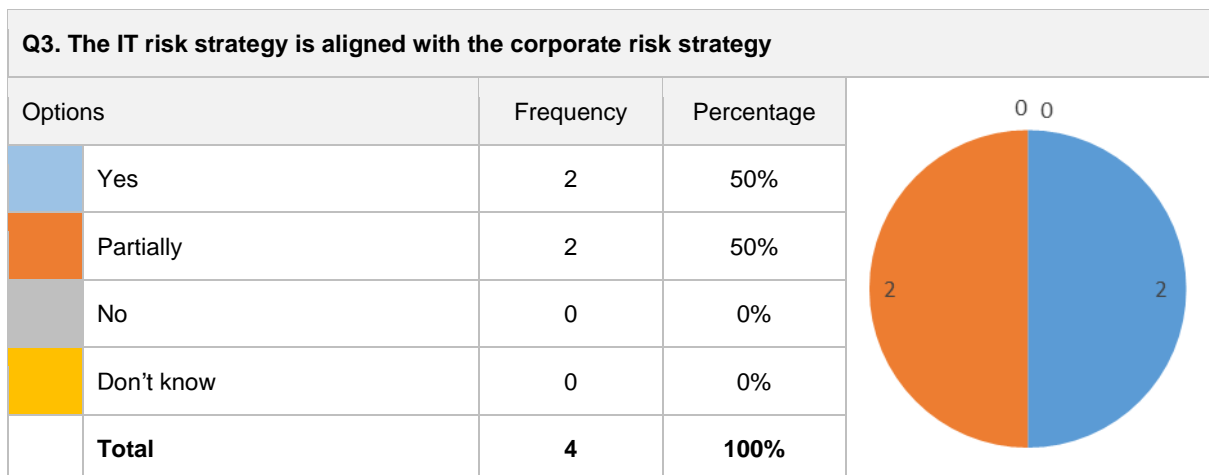 Q3. The IT risk strategy is aligned with the corporate risk strategy
Options Frequency Percentage
Yes 2 50%
Partially 2 50%
No 0 0%
Don’t know 0 0%
Total 4 100%
0 0
2 2